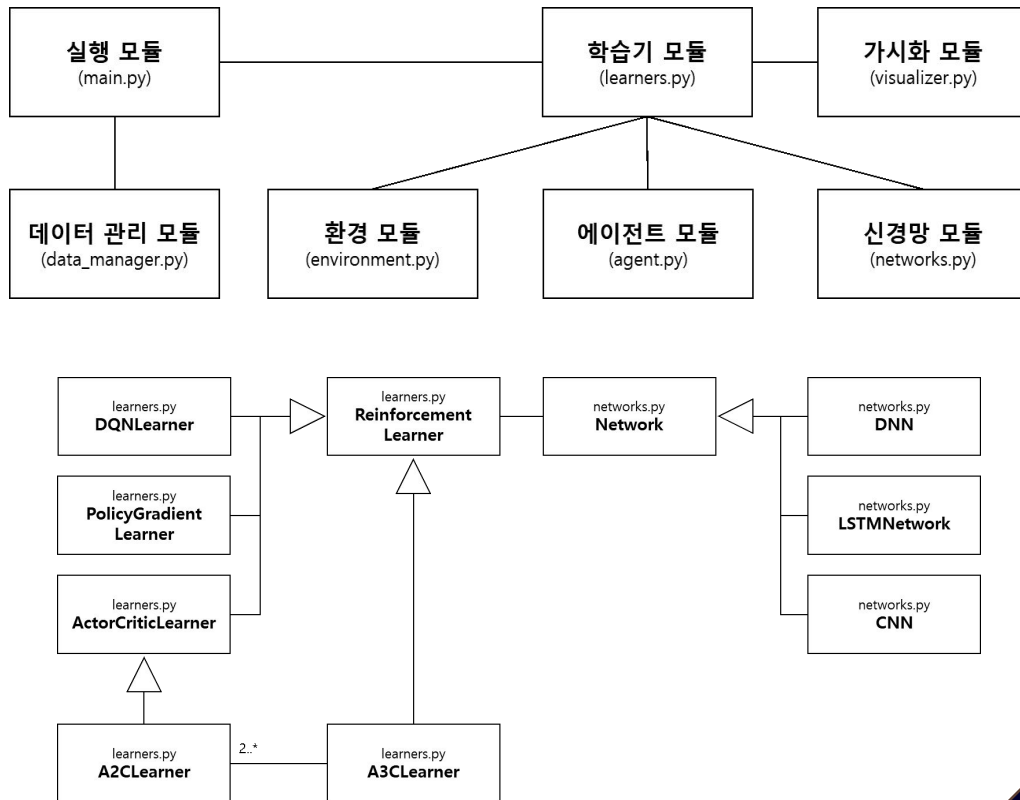 실행 모듈
(main.py)
학습기 모듈
(learners.py)
가시화 모듈
(visualizer.py)
데이터 관리 모듈
(data_manager.py)
환경 모듈
(environment.py)
에이전트 모듈
(agent.py)
신경망 모듈
(networks.py)
learners.py
DQNLearner
learners.py
Reinforcement
Learner
networks.py
Network
networks.py
DNN
learners.py
PolicyGradient
Learner
networks.py
LSTMNetwork
learners.py
ActorCriticLearner
networks.py
CNN
learners.py
A2CLearner
2..*
learners.py
A3CLearner